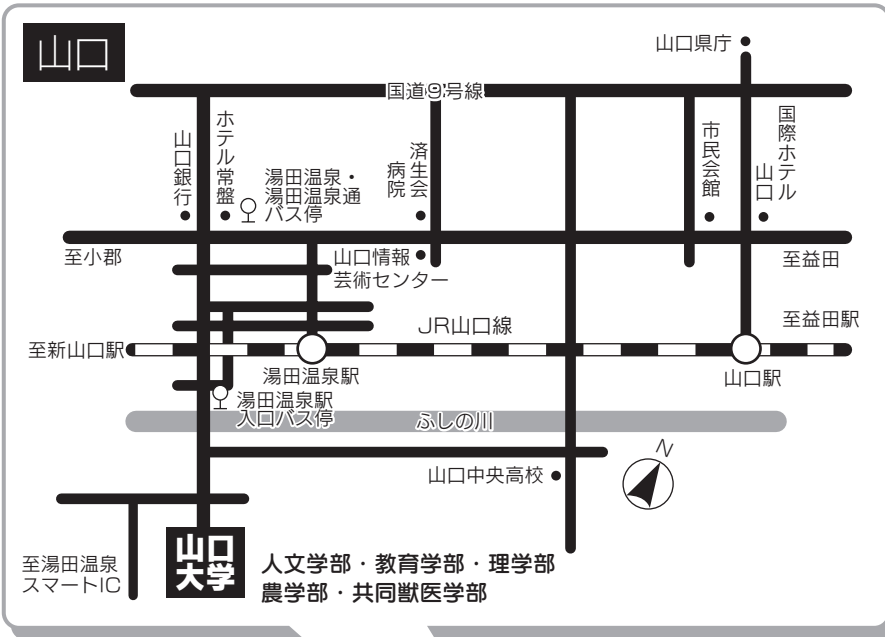 山口
山口県庁
国道9号線
山口銀行
ホテル常盤
湯田温泉・
湯田温泉通
バス停
済生会
病院
市民会館
国際ホテル
山口
至小郡
山口情報
芸術センター
至益田
JR山口線
至益田駅
至新山口駅
湯田温泉駅
山口駅
湯田温泉駅
入口バス停
ふしの川
山口中央高校
N
至湯田温泉
スマートIC
山口
大学
人文学部・教育学部・理学部
農学部・共同獣医学部